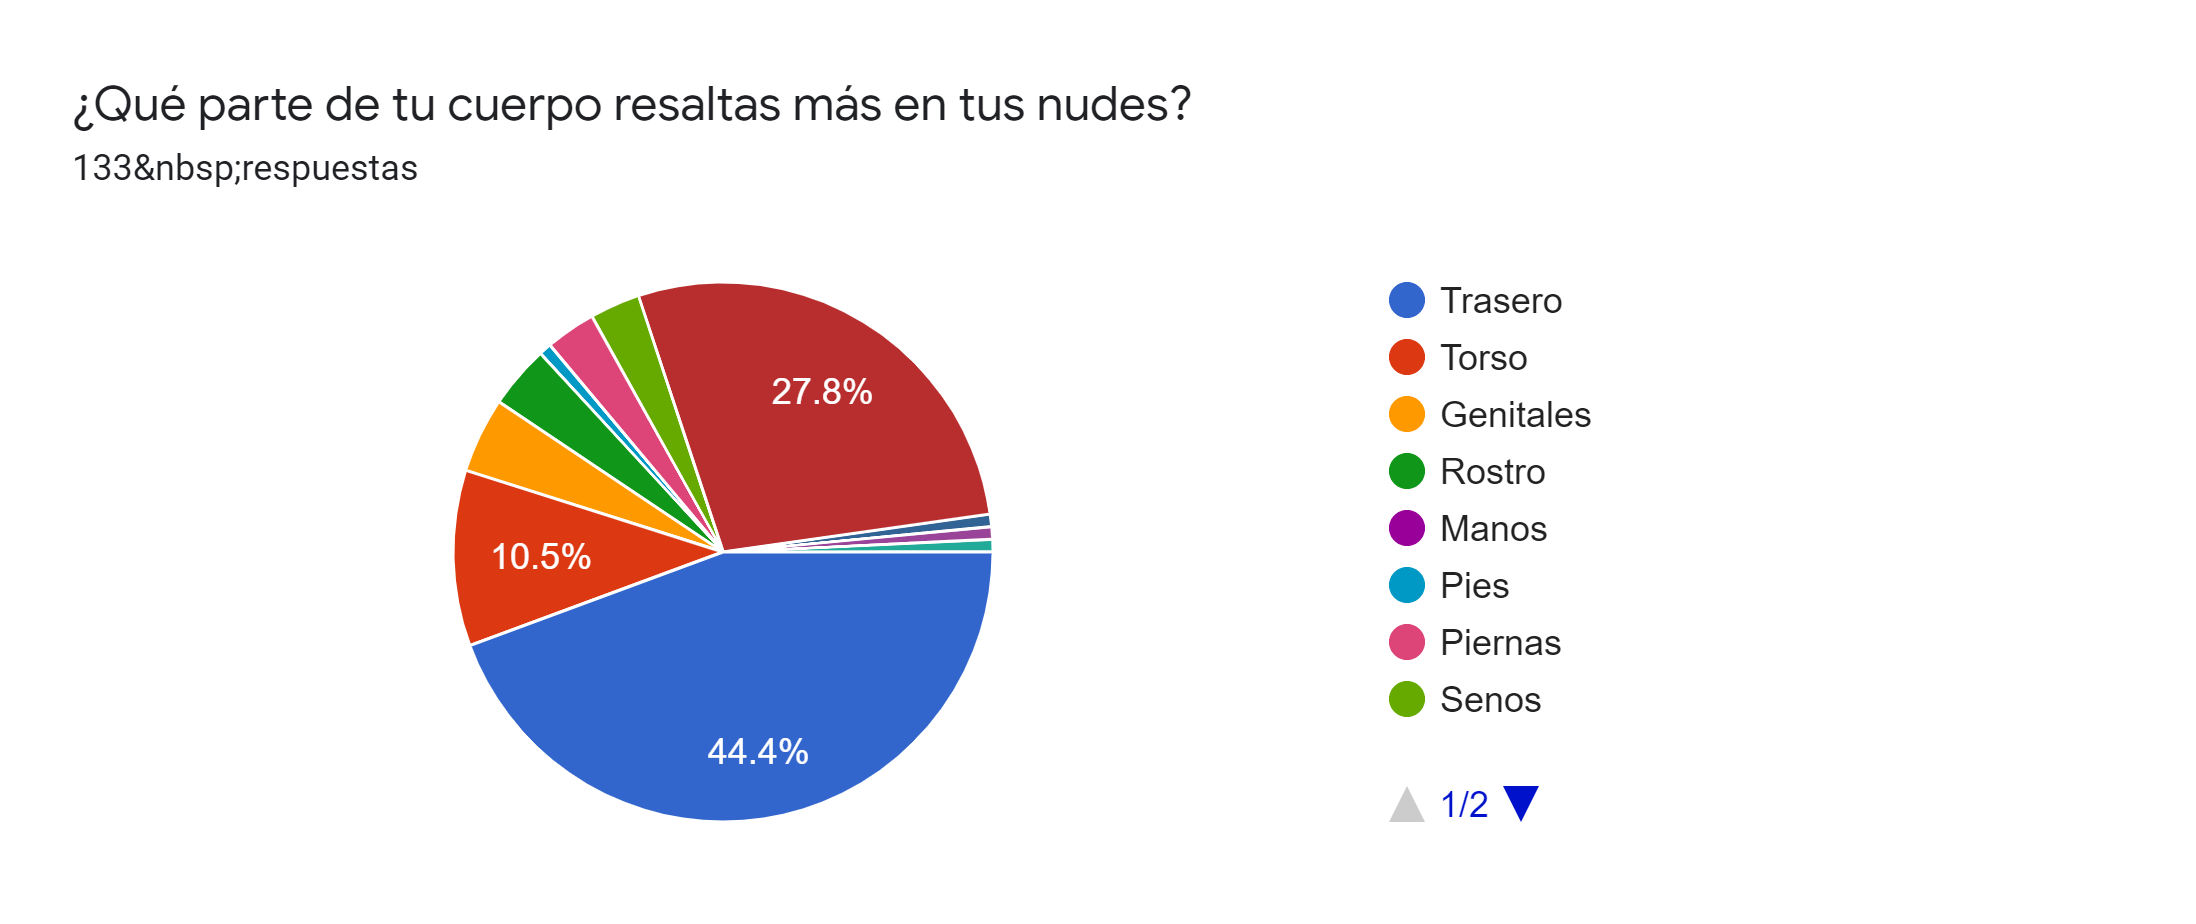 ¿Qué parte de tu cuerpo resaltas más en tus nudes?
133&nbsp;respuestas
27.8%
10.5%
44.4%
Trasero
Torso
Genitales
Rostro
Manos
Pies
Piernas
Senos
1/2